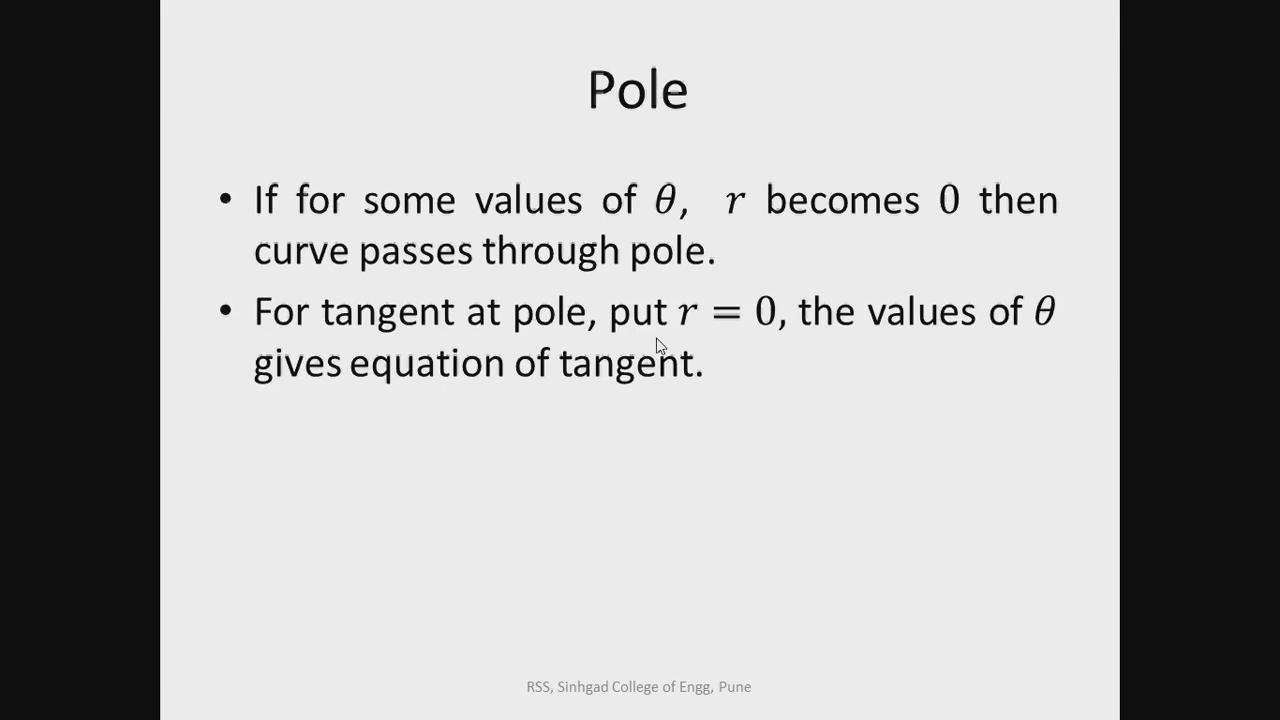 Pole
• If for some values of θ, r becomes 0 then
curve passes through pole.
• For tangent at pole, put r = 0, the values of θ
gives equation of tangent.
RSS, Sinhgad College of Engg, Pune